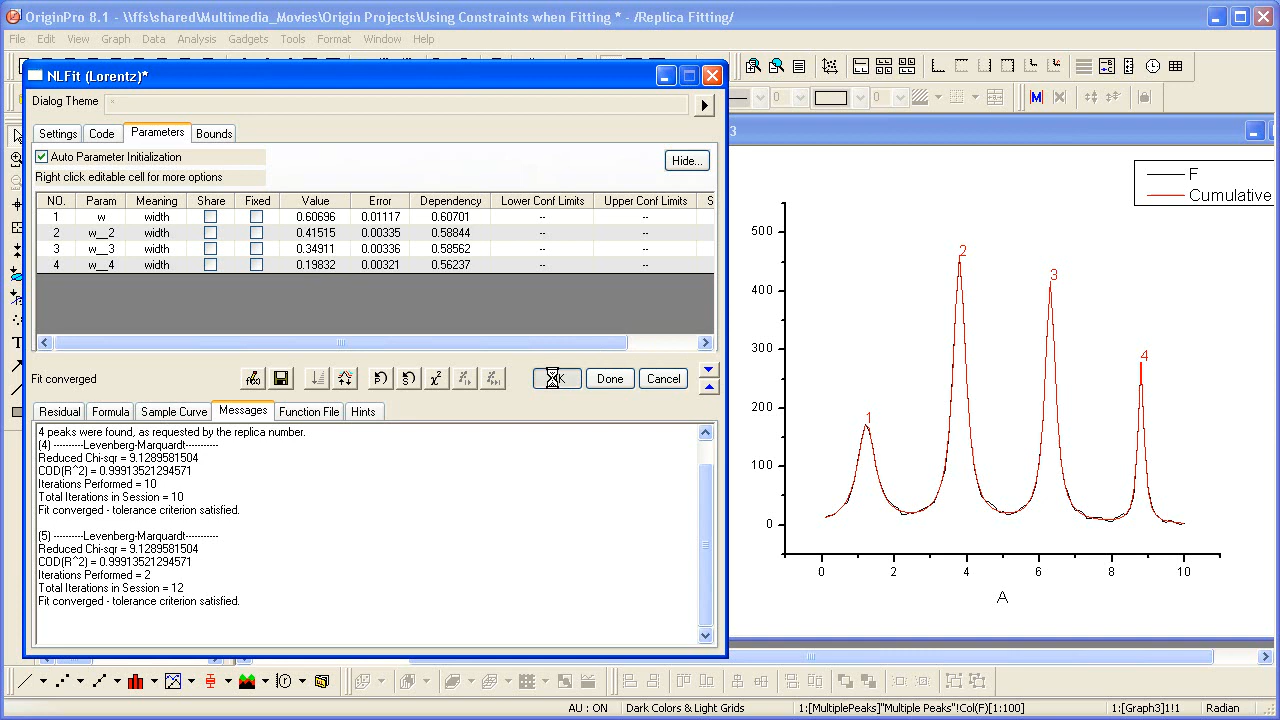 OriginPro 8.1 - \\ffs\shared\Multimedia_Movies\Origin Projects\Using Constraints when Fitting * - /Replica Fitting/
File Edit View Graph Data Analysis Gadgets Tools Format Window Help
NLFit (Lorentz)*
Dialog Theme *
Settings Code Parameters Bounds
Auto Parameter Initialization
Hide...
Right click editable cell for more options
NO. Param Meaning Share Fixed Value Error Dependency Lower Conf Limits Upper Conf Limits S
1 w width 0.60696 0.01117 0.60701 -- --
2 w__2 width 0.41515 0.00335 0.58844 -- --
3 w__3 width 0.34911 0.00336 0.58562 -- --
4 w__4 width 0.19832 0.00321 0.56237 -- --
Fit converged
Done Cancel
Residual Formula Sample Curve Messages Function File Hints
4 peaks were found, as requested by the replica number.
(4) ----------Levenberg-Marquardt----------
Reduced Chi-sqr = 9.1289581504
COD(R^2) = 0.99913521294571
Iterations Performed = 10
Total Iterations in Session = 10
Fit converged - tolerance criterion satisfied.
(5) ----------Levenberg-Marquardt----------
Reduced Chi-sqr = 9.1289581504
COD(R^2) = 0.99913521294571
Iterations Performed = 2
Total Iterations in Session = 12
Fit converged - tolerance criterion satisfied.
0 0
3
F
Cumulative
500
400
300
200
100
0
1
2
3
4
0 2 4 6 8 10
A
AU : ON Dark Colors & Light Grids 1:[MultiplePeaks]"Multiple Peaks"!Col(F)[1:100] 1:[Graph3]1!1 Radian